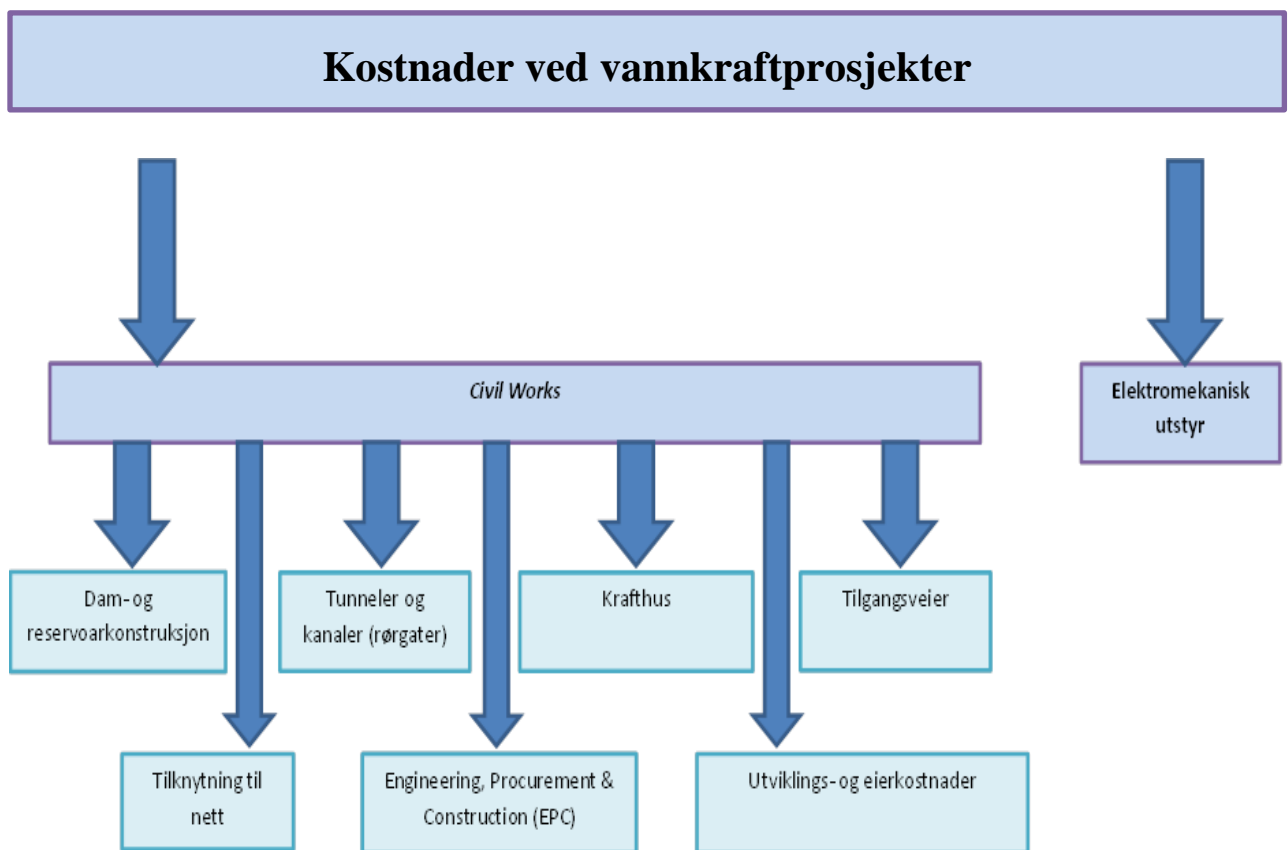 Kostnader ved vannkraftprosjekter
Civil Works
Elektromekanisk
utstyr
Dam- og
reservoarkonstruksjon
Tunneler og
kanaler (rørgater)
Krafthus
Tilgangsveier
Tilknytning til
nett
Engineering, Procurement &
Construction (EPC)
Utviklings- og eierkostnader